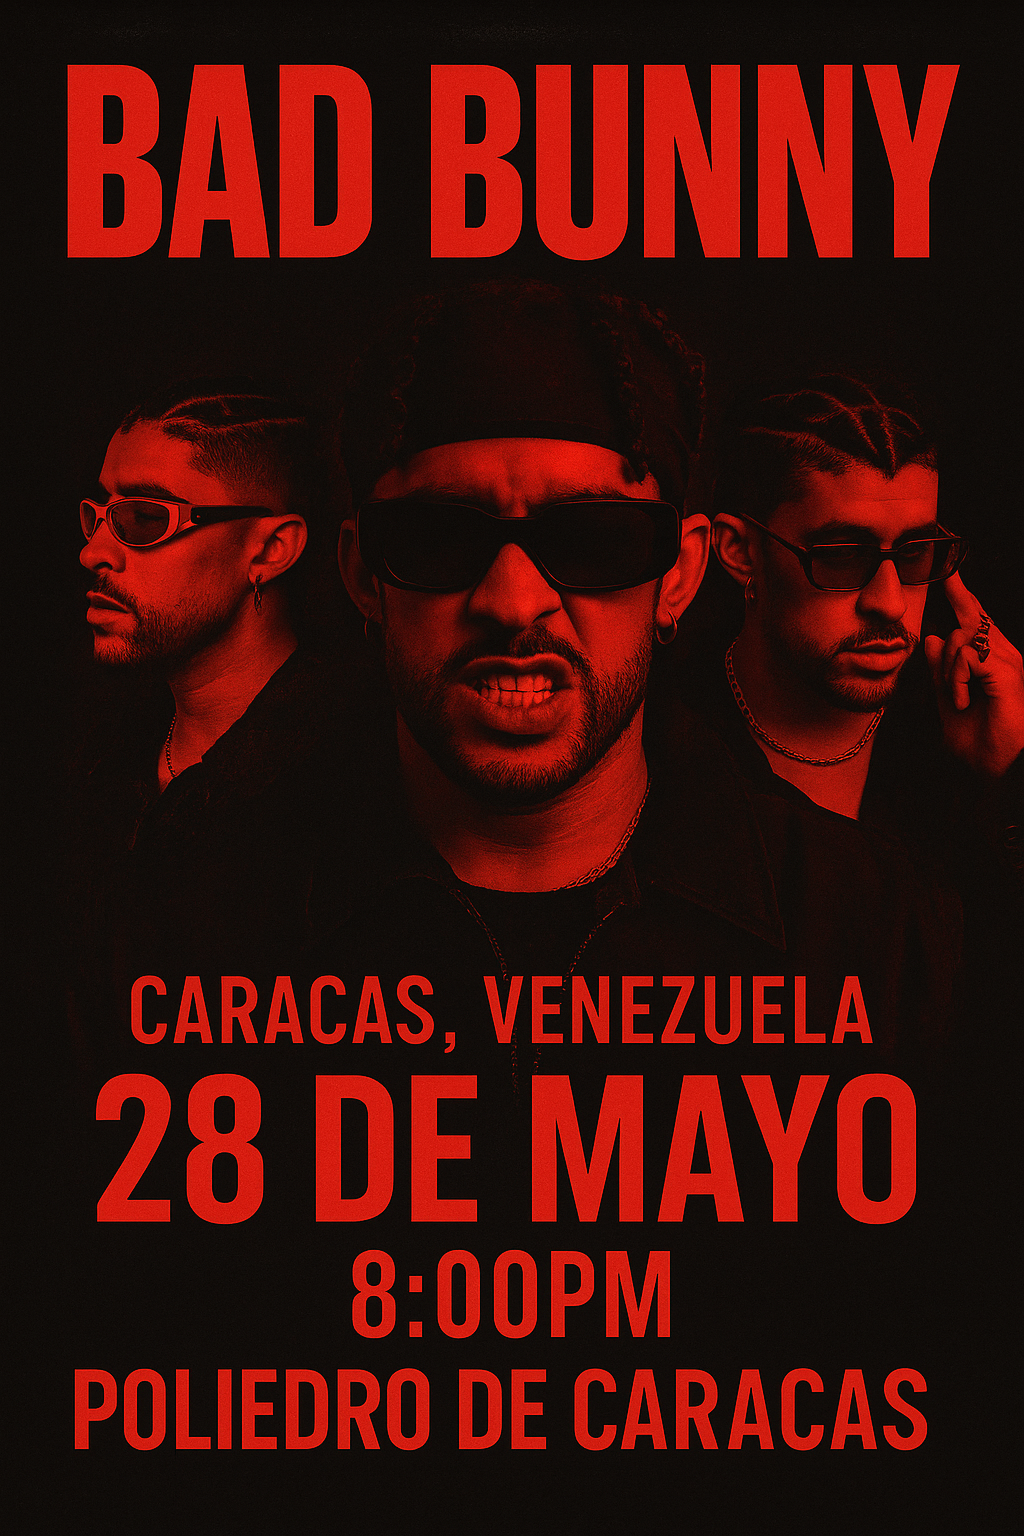 BAD BUNNY
CARACAS, VENEZUELA
28 DE MAYO
8:00PM
POLIEDRO DE CARACAS